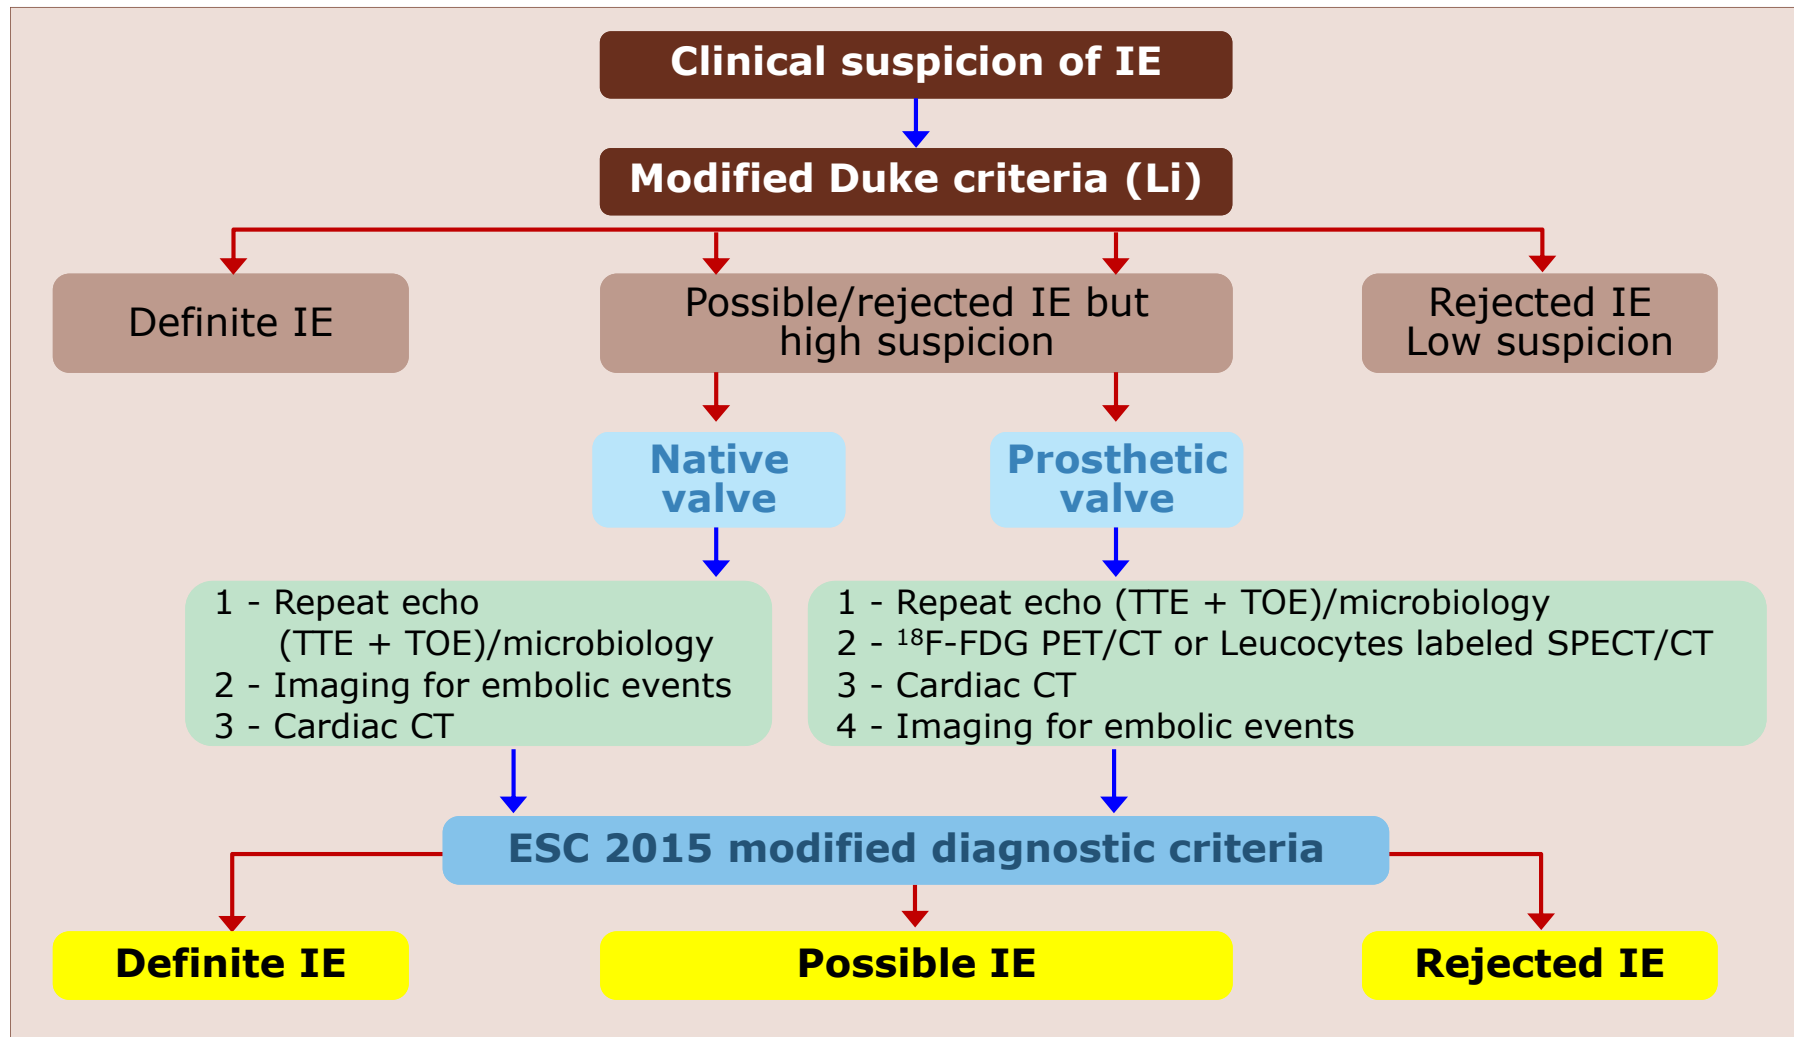 Clinical suspicion of IE
Modified Duke criteria (Li)
Definite IE
Possible/rejected IE but
high suspicion
Rejected IE
Low suspicion
Native
valve
Prosthetic
valve
1 - Repeat echo
(TTE + TOE)/microbiology
2 - Imaging for embolic events
3 - Cardiac CT
1 - Repeat echo (TTE + TOE)/microbiology
2 - ¹⁸F-FDG PET/CT or Leucocytes labeled SPECT/CT
3 - Cardiac CT
4 - Imaging for embolic events
ESC 2015 modified diagnostic criteria
Definite IE
Possible IE
Rejected IE